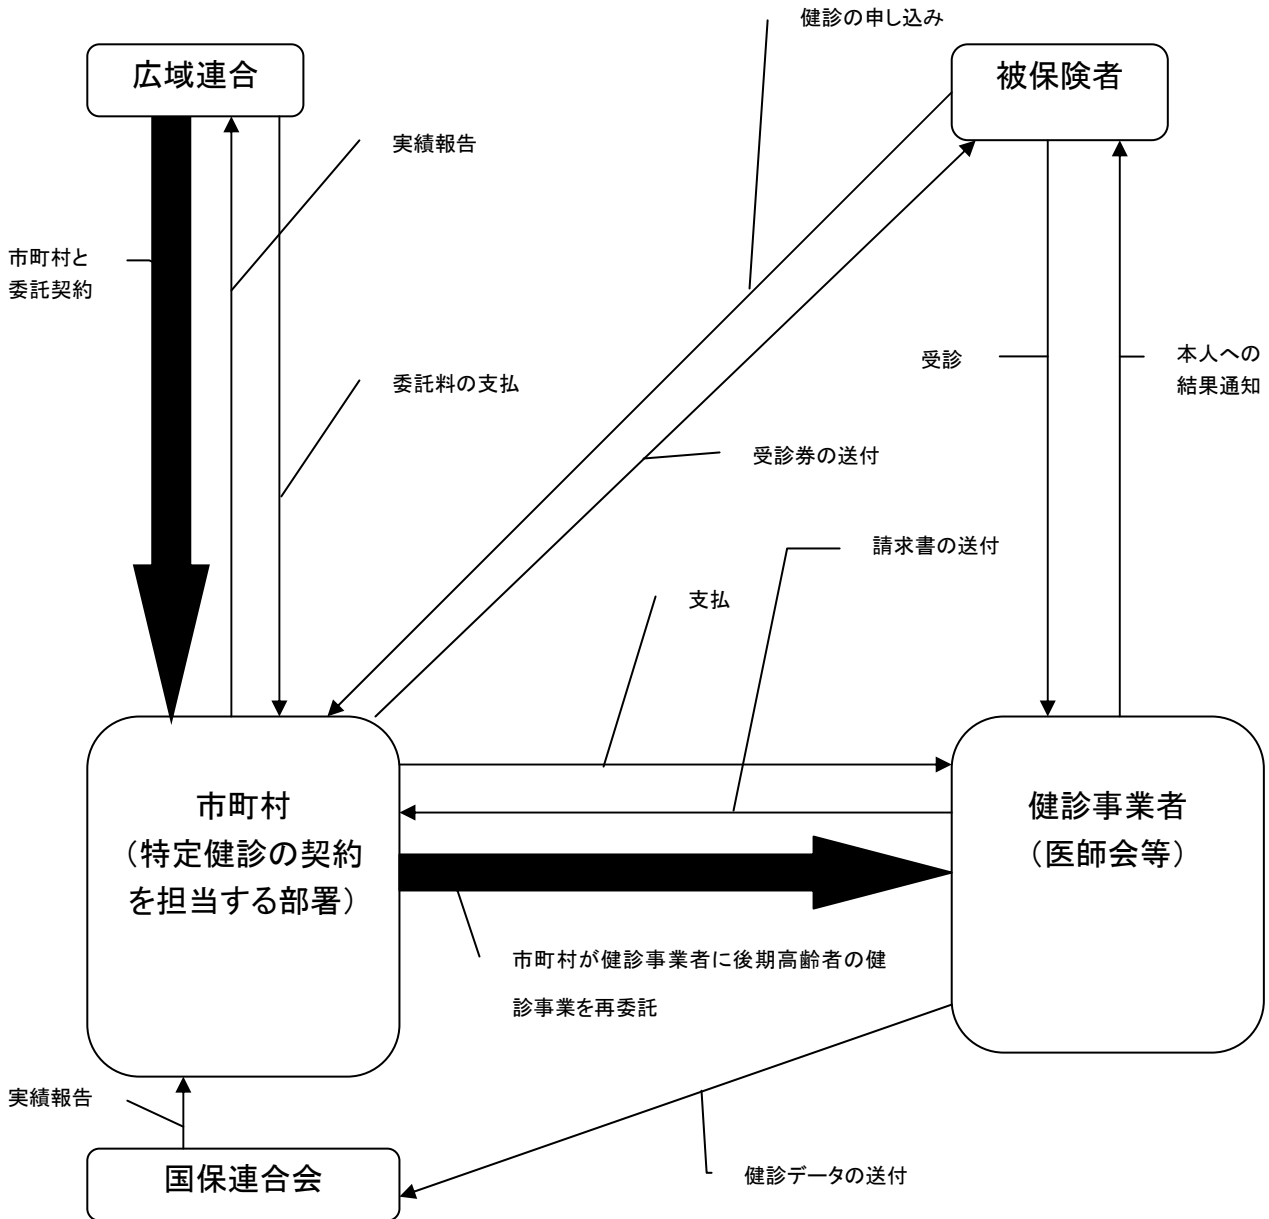 健診の申し込み
広域連合
被保険者
実績報告
市町村と
委託契約
受診
本人への
結果通知
委託料の支払
受診券の送付
請求書の送付
支払
市町村
（特定健診の契約
を担当する部署）
健診事業者
（医師会等）
市町村が健診事業者に後期高齢者の健
診事業を再委託
実績報告
国保連合会
健診データの送付